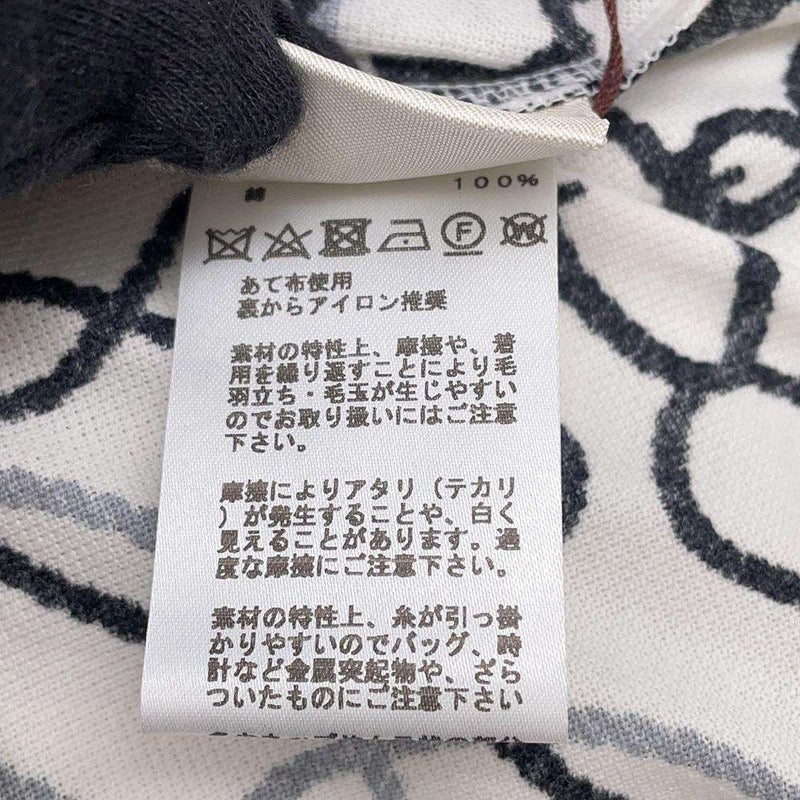 綿 100%
F W
あて布使用
裏からアイロン推奨
素材の特性上、摩擦や、着
用を繰り返すことにより毛
羽立ち・毛玉が生じやすい
のでお取り扱いにはご注意
下さい。
摩擦によりアタリ（テカリ
）が発生することや、白く
見えることがあります。過
度な摩擦にご注意下さい。
素材の特性上、糸が引っ掛
かりやすいのでバッグ、時
計など金属突起物や、ざら
ついたものにご注意下さい